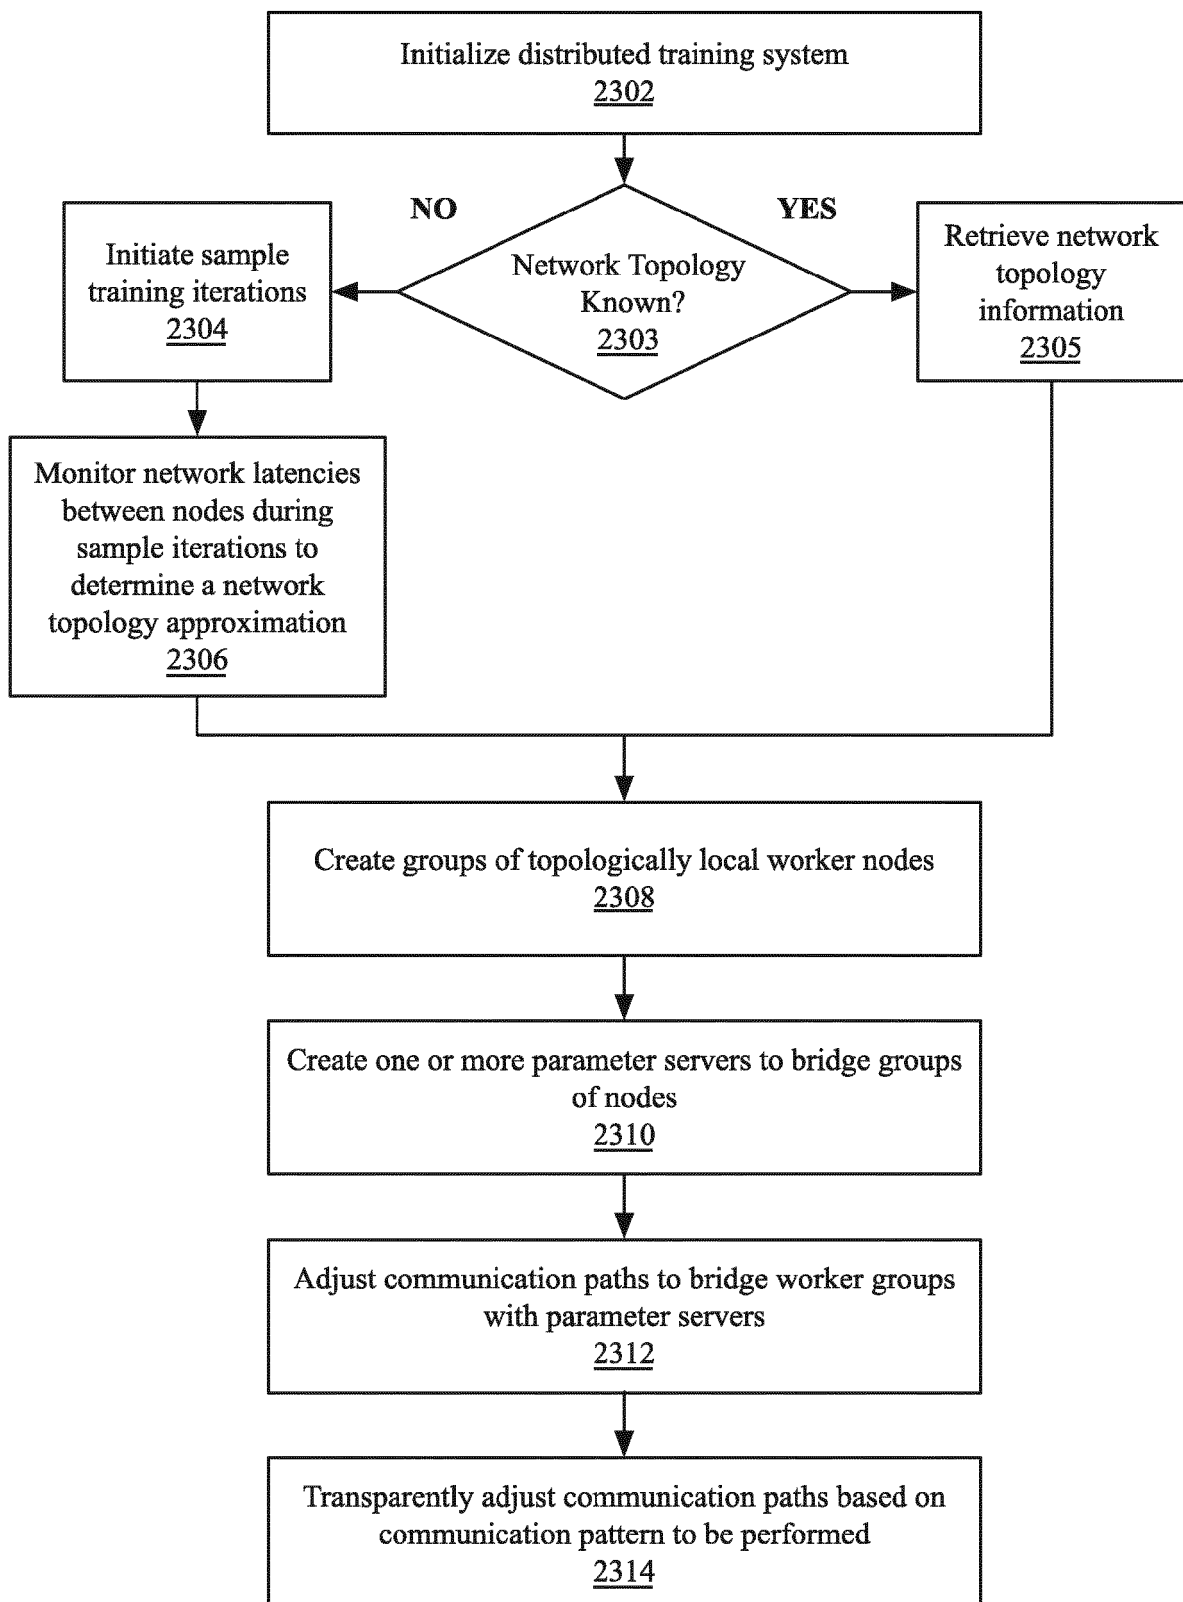 Initialize distributed training system
2302
NO
YES
Network Topology
Known?
2303
Initiate sample
training iterations
2304
Retrieve network
topology
information
2305
Monitor network latencies
between nodes during
sample iterations to
determine a network
topology approximation
2306
Create groups of topologically local worker nodes
2308
Create one or more parameter servers to bridge groups
of nodes
2310
Adjust communication paths to bridge worker groups
with parameter servers
2312
Transparently adjust communication paths based on
communication pattern to be performed
2314